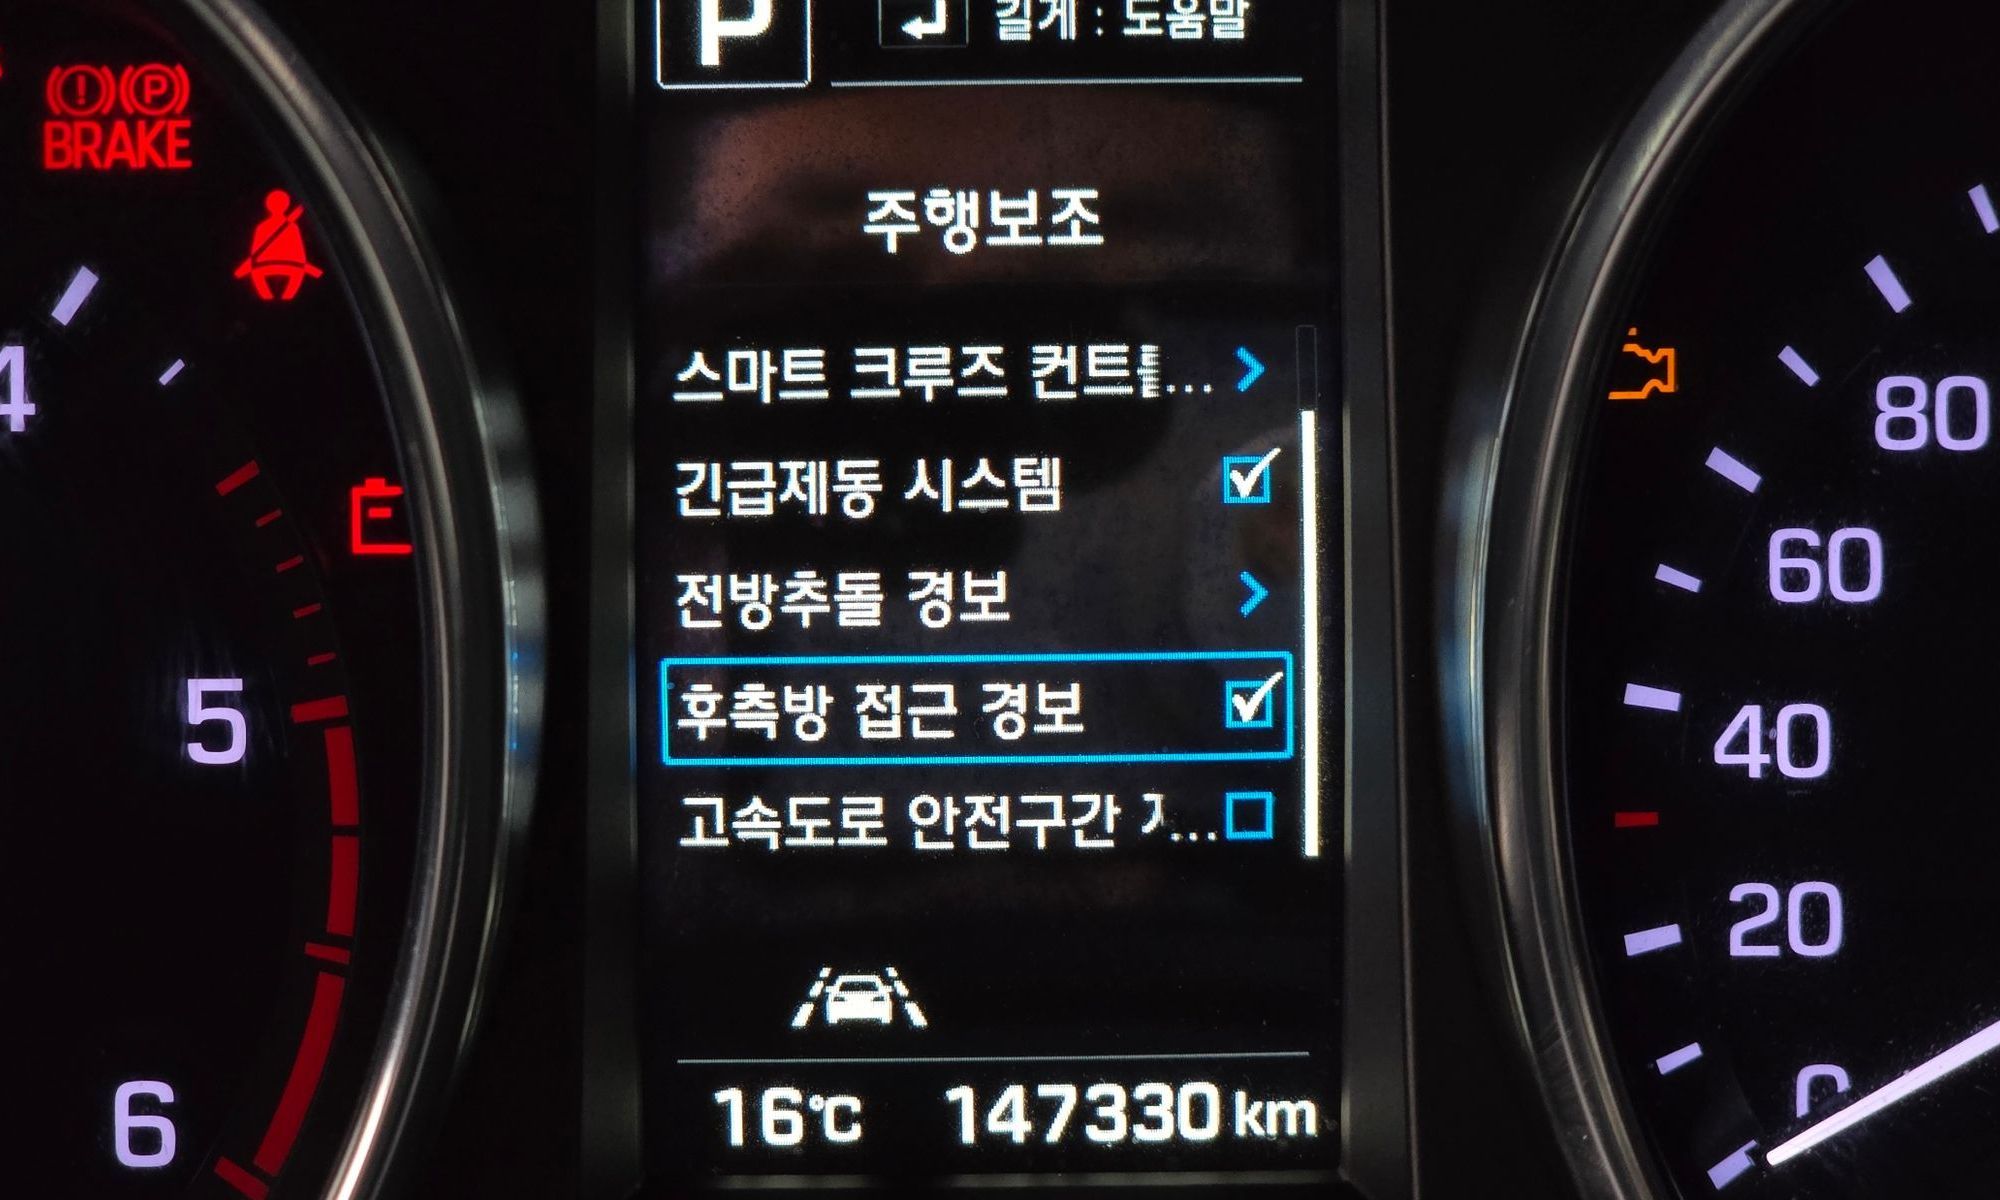 P
길게 : 도움말
BRAKE
주행보조
스마트 크루즈 컨트롤...
긴급제동 시스템
전방추돌 경보
후측방 접근 경보
고속도로 안전구간 ...
16℃ 147330 km
4
5
6
80
60
40
20
0